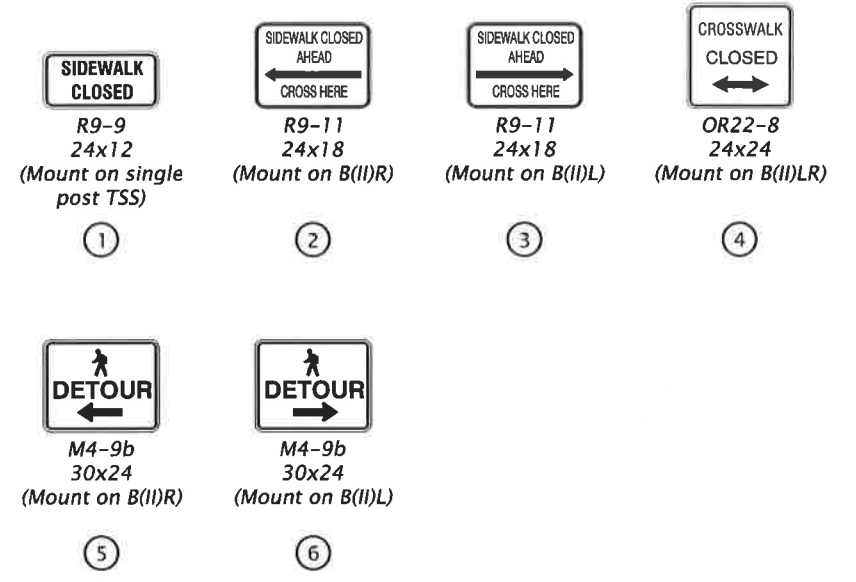 SIDEWALK
CLOSED
R9-9
24x12
(Mount on single
post TSS)
1
SIDEWALK CLOSED
AHEAD
CROSS HERE
R9-11
24x18
(Mount on B(II)R)
2
SIDEWALK CLOSED
AHEAD
CROSS HERE
R9-11
24x18
(Mount on B(II)L)
3
CROSSWALK
CLOSED
OR22-8
24x24
(Mount on B(II)LR)
4
DETOUR
M4-9b
30x24
(Mount on B(II)R)
5
DETOUR
M4-9b
30x24
(Mount on B(II)L)
6